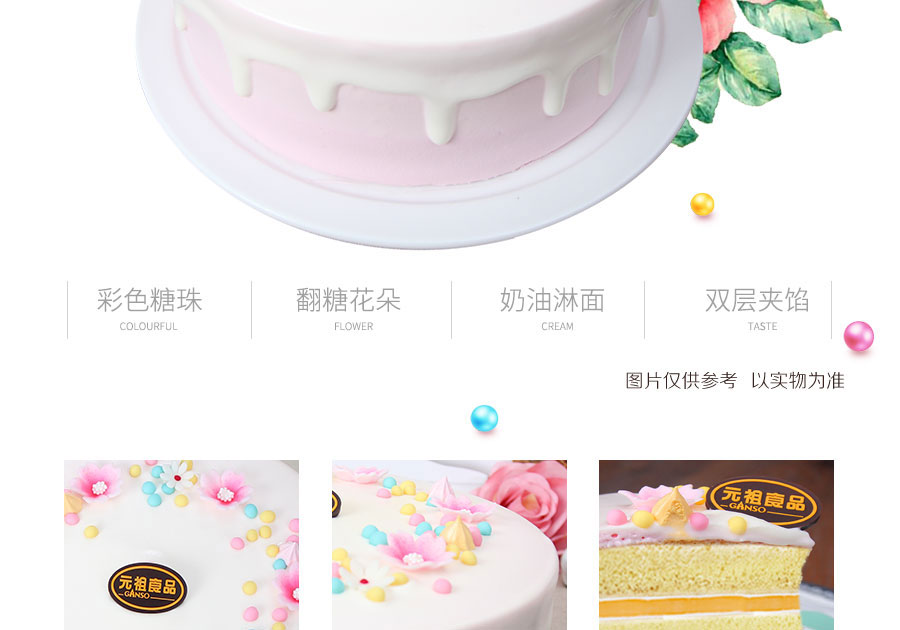 彩色糖珠
COLOURFUL
翻糖花朵
FLOWER
奶油淋面
CREAM
双层夹馅
TASTE
图片仅供参考 以实物为准
元祖良品
GANSO
元祖良品
GANSO